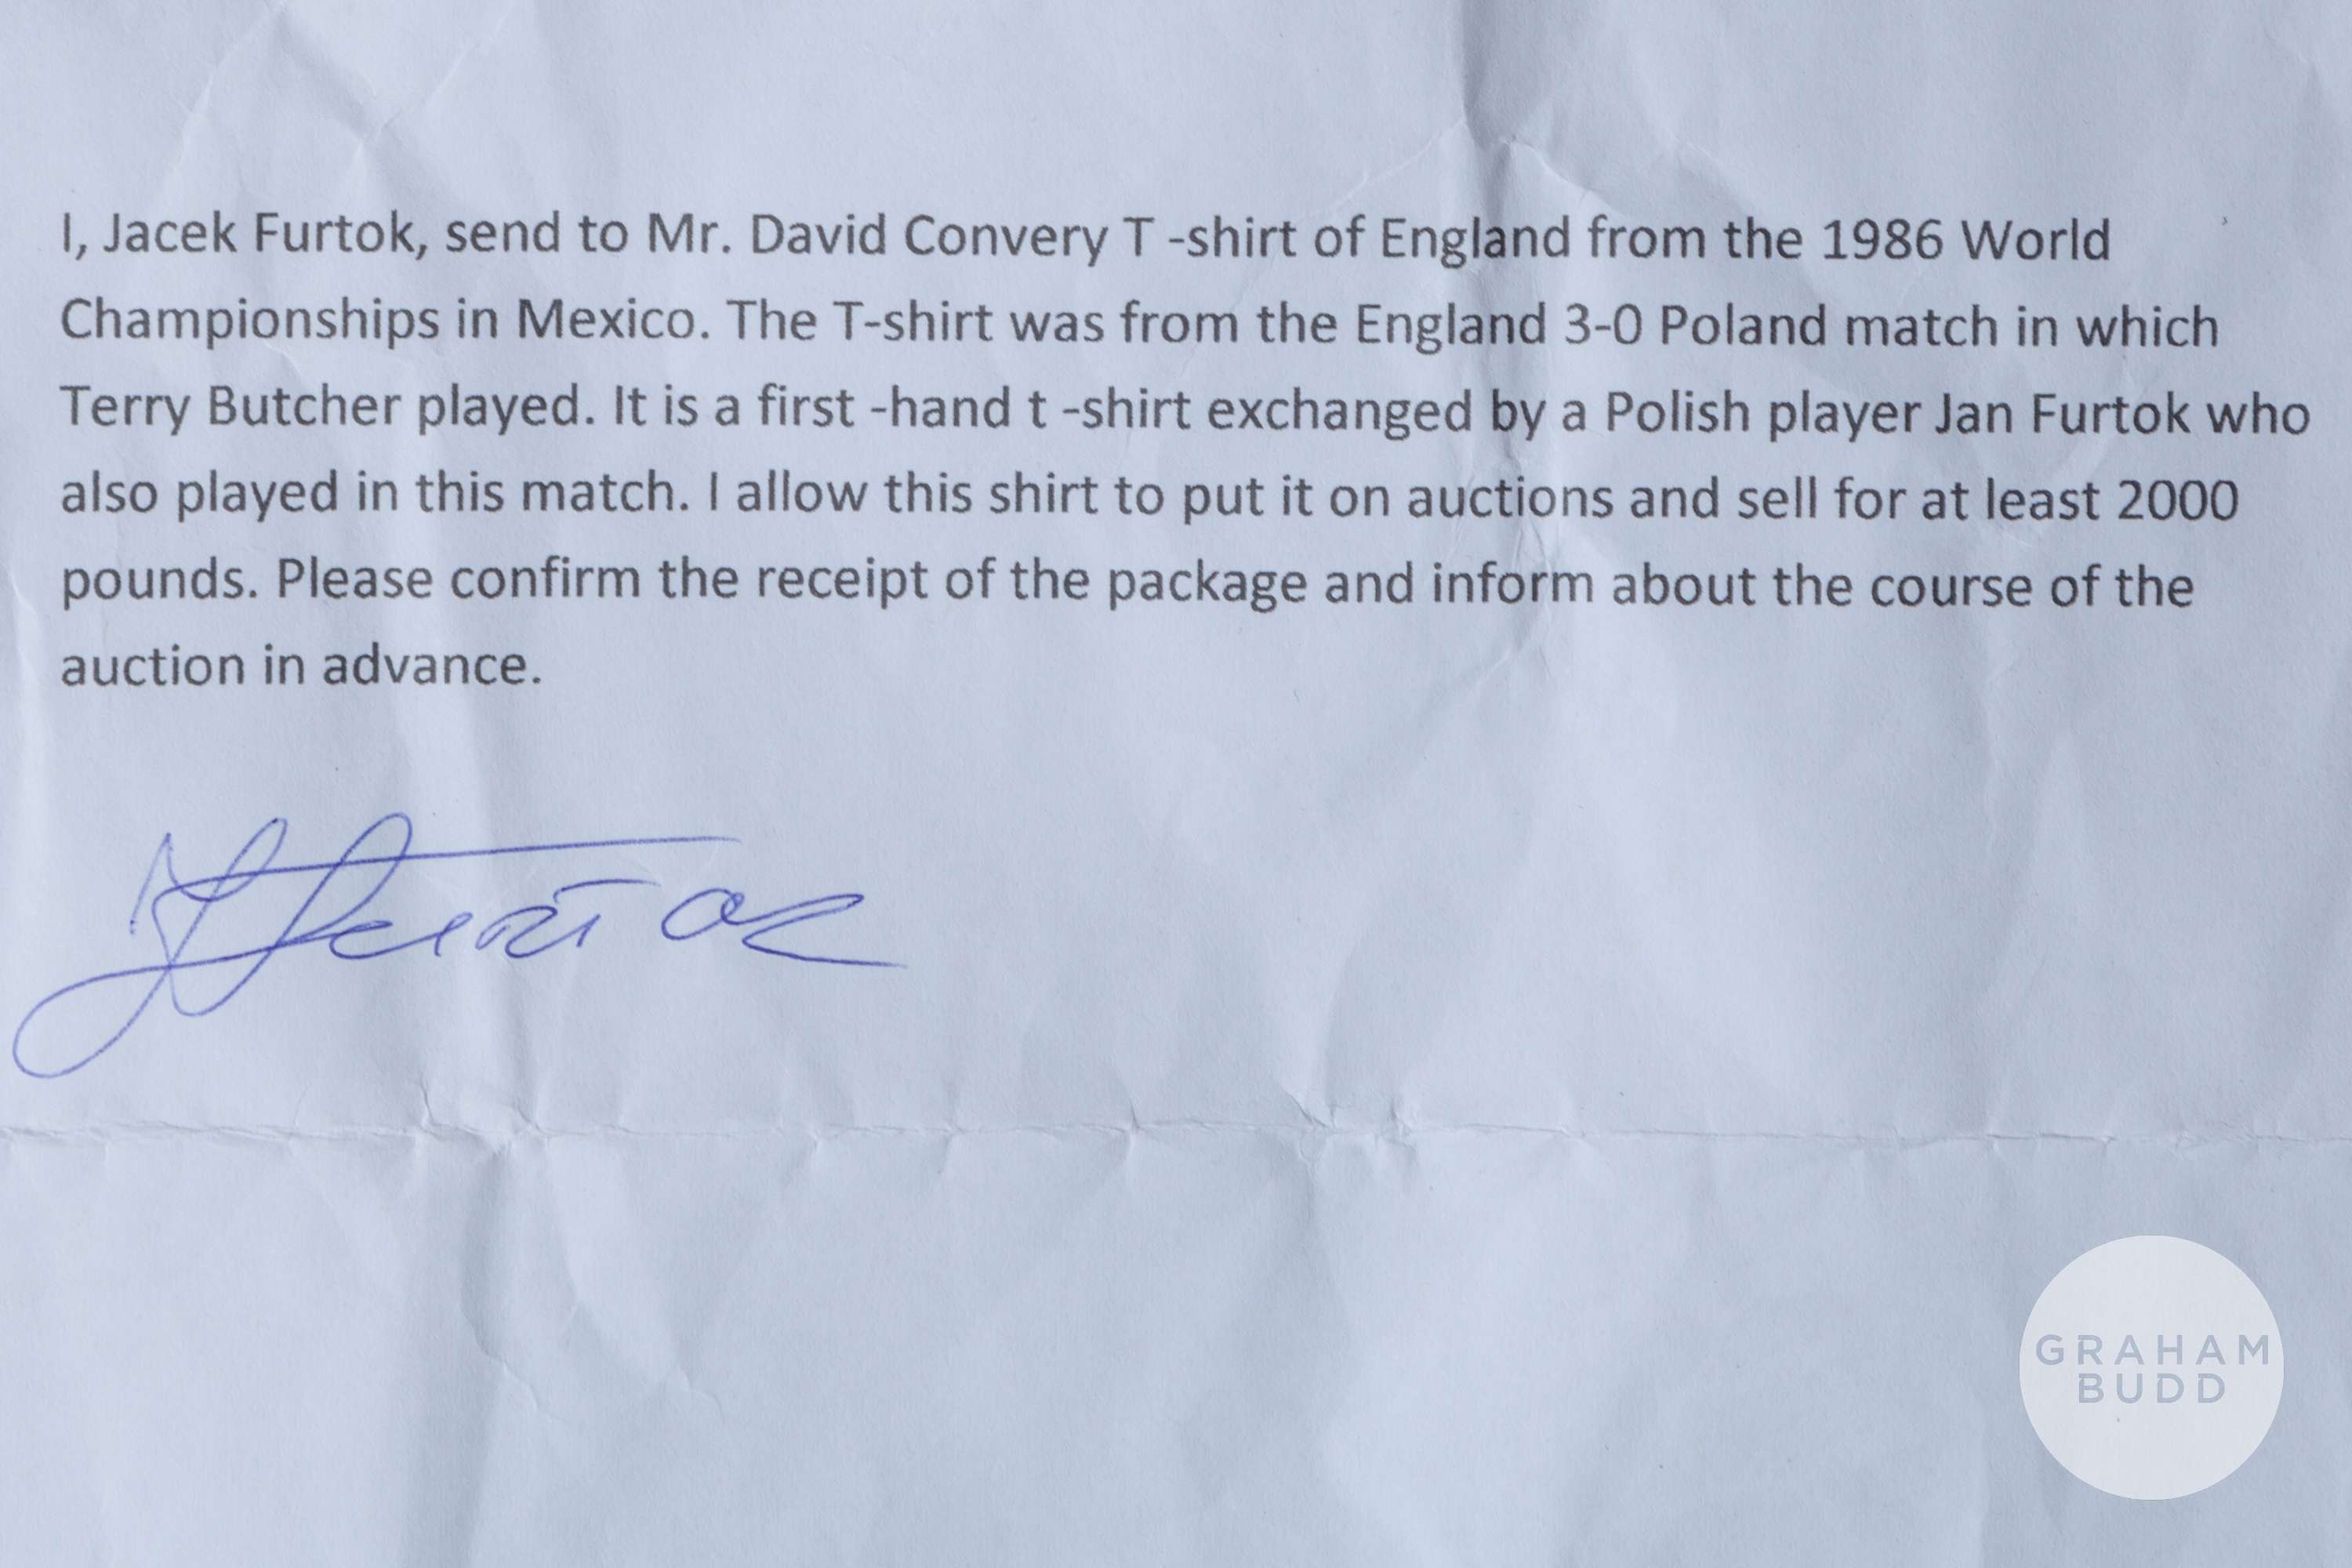 I, Jacek Furtok, send to Mr. David Convery T -shirt of England from the 1986 World
Championships in Mexico. The T-shirt was from the England 3-0 Poland match in which
Terry Butcher played. It is a first -hand t -shirt exchanged by a Polish player Jan Furtok who
also played in this match. I allow this shirt to put it on auctions and sell for at least 2000
pounds. Please confirm the receipt of the package and inform about the course of the
auction in advance.
GRAHAM
BUDD